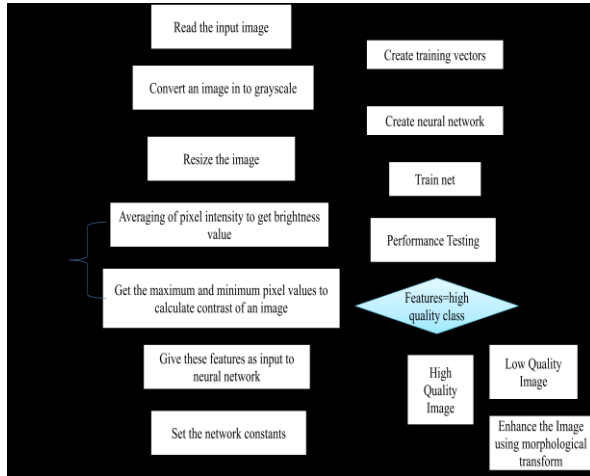 Read the input image
Convert an image in to grayscale
Resize the image
Averaging of pixel intensity to get brightness
value
Get the maximum and minimum pixel values to
calculate contrast of an image
Give these features as input to
neural network
Set the network constants
Create training vectors
Create neural network
Train net
Performance Testing
Features=high
quality class
High
Quality
Image
Low Quality
Image
Enhance the Image
using morphological
transform